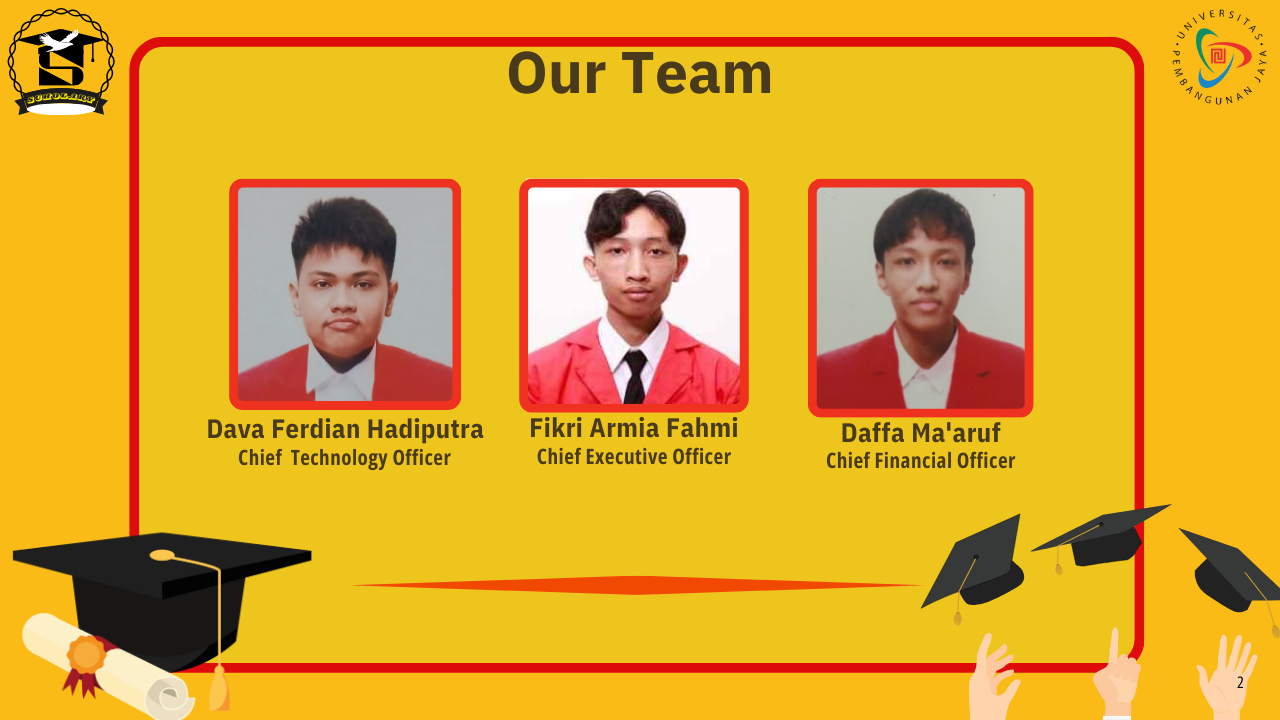 SCHOLARY
UNIVERSITAS
PEMBANGUNAN JAYA
Our Team
Dava Ferdian Hadiputra
Chief  Technology Officer
Fikri Armia Fahmi
Chief Executive Officer
Daffa Ma'aruf
Chief Financial Officer
2